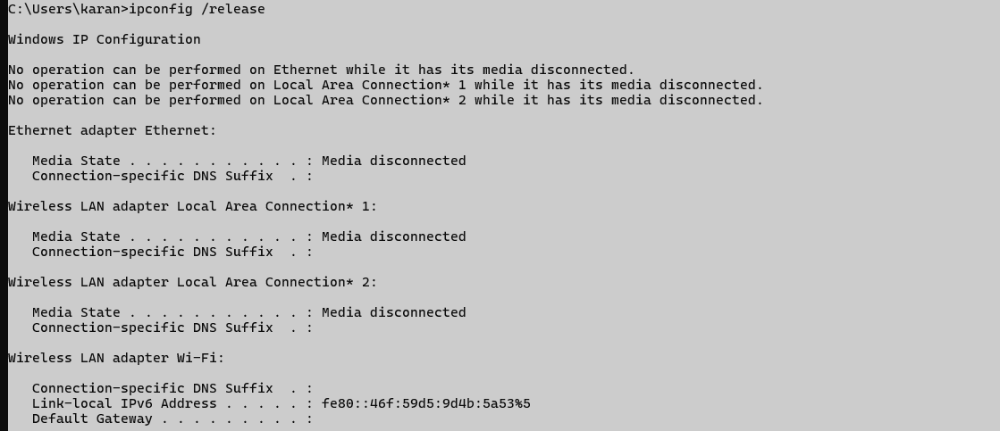 C:\Users\karan>ipconfig /release
Windows IP Configuration
No operation can be performed on Ethernet while it has its media disconnected.
No operation can be performed on Local Area Connection* 1 while it has its media disconnected.
No operation can be performed on Local Area Connection* 2 while it has its media disconnected.
Ethernet adapter Ethernet:
   Media State . . . . . . . . . . . : Media disconnected
   Connection-specific DNS Suffix  . :
Wireless LAN adapter Local Area Connection* 1:
   Media State . . . . . . . . . . . : Media disconnected
   Connection-specific DNS Suffix  . :
Wireless LAN adapter Local Area Connection* 2:
   Media State . . . . . . . . . . . : Media disconnected
   Connection-specific DNS Suffix  . :
Wireless LAN adapter Wi-Fi:
   Connection-specific DNS Suffix  . :
   Link-local IPv6 Address . . . . . : fe80::46f:59d5:9d4b:5a53%5
   Default Gateway . . . . . . . . . :